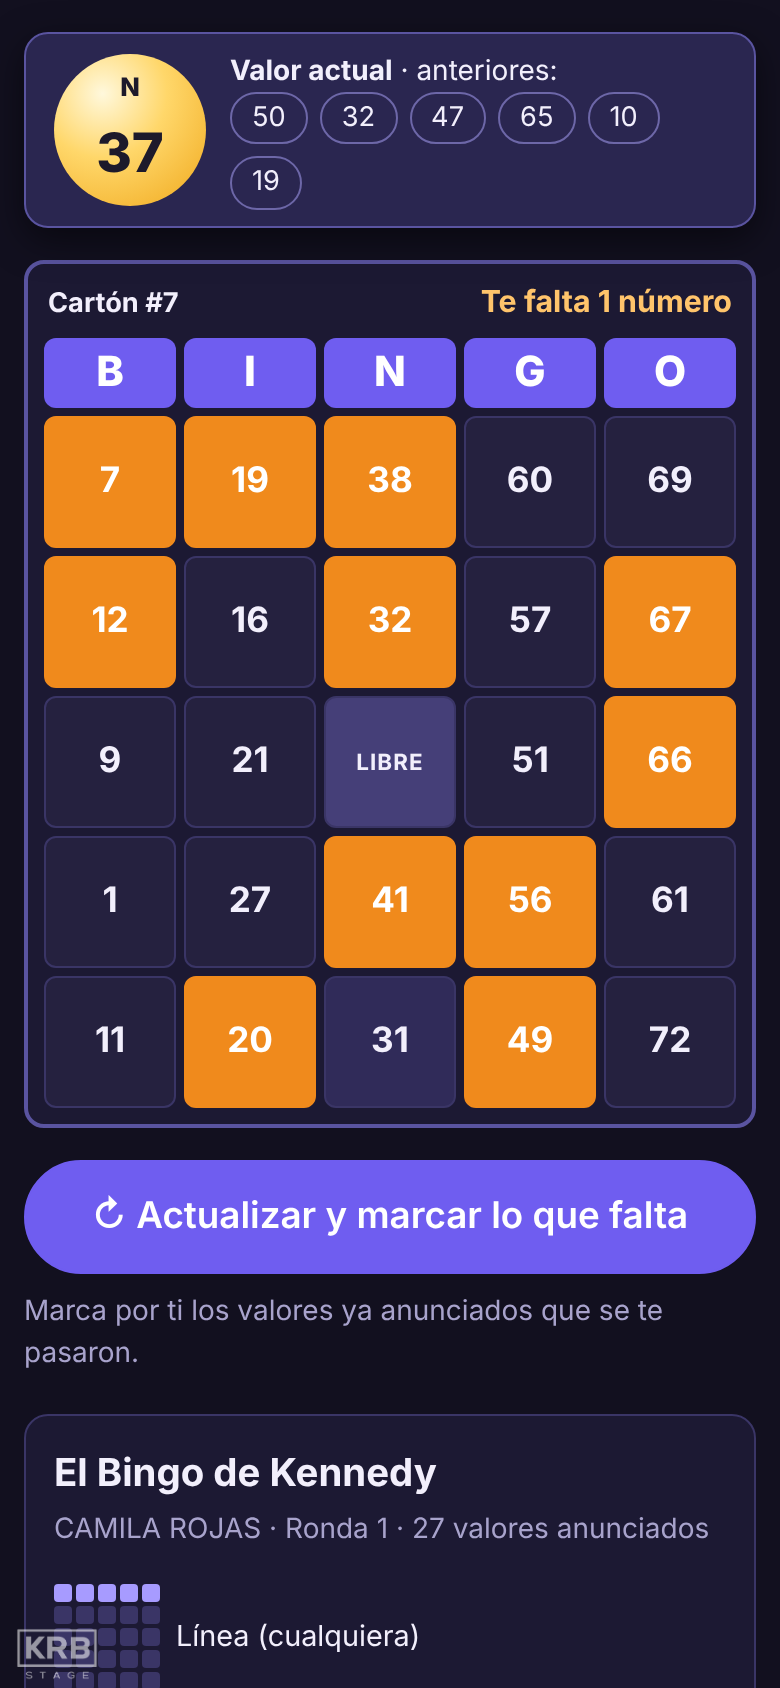 N
37
Valor actual · anteriores:
50 32 47 65 10
19
Cartón #7
Te falta 1 número
B I N G O
7 19 38 60 69
12 16 32 57 67
9 21 LIBRE 51 66
1 27 41 56 61
11 20 31 49 72
↻ Actualizar y marcar lo que falta
Marca por ti los valores ya anunciados que se te
pasaron.
El Bingo de Kennedy
CAMILA ROJAS · Ronda 1 · 27 valores anunciados
Línea (cualquiera)
KRB
STAGE